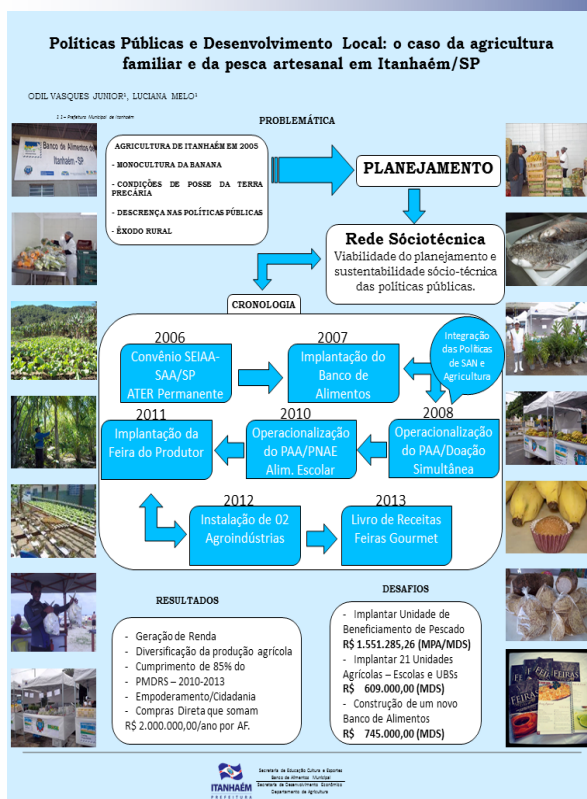 Políticas Públicas e Desenvolvimento Local: o caso da agricultura
familiar e da pesca artesanal em Itanhaém/SP
ODIL VASQUES JUNIOR¹, LUCIANA MELO¹
1 1– Prefeitura Municipal de Itanhaém
PROBLEMÁTICA
AGRICULTURA DE ITANHAÉM EM 2005
- MONOCULTURA DA BANANA
- CONDIÇÕES DE POSSE DA TERRA
PRECÁRIA
- DESCRENÇA NAS POLÍTICAS PÚBLICAS
- ÊXODO RURAL
PLANEJAMENTO
Rede Sóciotécnica
Viabilidade do planejamento e
sustentabilidade sócio-técnica
das políticas públicas.
CRONOLOGIA
2006
Convênio SEIAA-
SAA/SP
ATER Permanente
2007
Implantação do
Banco de
Alimentos
Integração
das Políticas
de SAN e
Agricultura
2008
Operacionalização
do PAA/Doação
Simultânea
2010
Operacionalização
do PAA/PNAE
Alim. Escolar
2011
Implantação da
Feira do Produtor
2012
Instalação de 02
Agroindústrias
2013
Livro de Receitas
Feiras Gourmet
RESULTADOS
- Geração de Renda
- Diversificação da produção agrícola
- Cumprimento de 85% do
- PMDRS – 2010-2013
- Empoderamento/Cidadania
- Compras Direta que somam
R$ 2.000.000,00/ano por AF.
DESAFIOS
- Implantar Unidade de
Beneficiamento de Pescado
R$ 1.551.285,26 (MPA/MDS)
- Implantar 21 Unidades
Agrícolas – Escolas e UBSs
R$ 609.000,00 (MDS)
- Construção de um novo
Banco de Alimentos
R$ 745.000,00 (MDS)
Banco de Alimentos de
Itanhaém -SP
FEIRAS
ITANHAÉM
PREFEITURA
Secretaria de Educação Cultura e Esportes
Banco de Alimentos Municipal
Secretaria de Desenvolvimento Econômico
Departamento de Agricultura